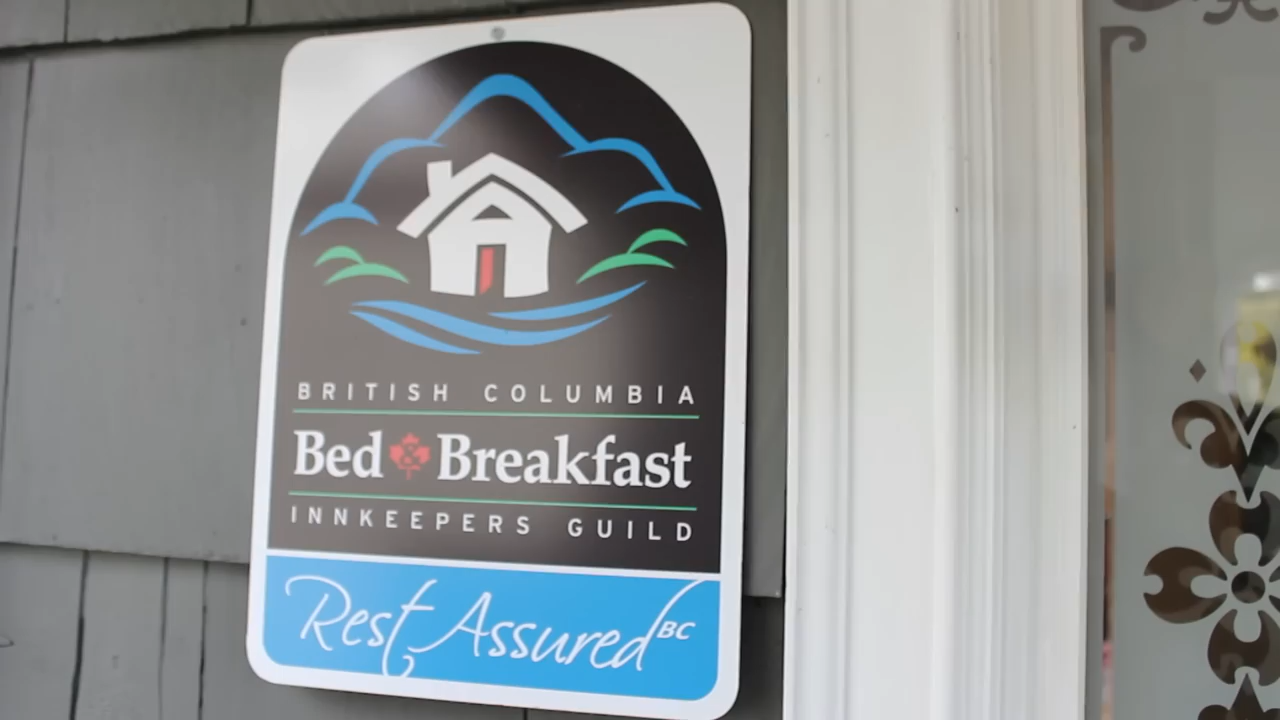 BRITISH COLUMBIA
Bed & Breakfast
INNKEEPERS GUILD
Rest Assured BC